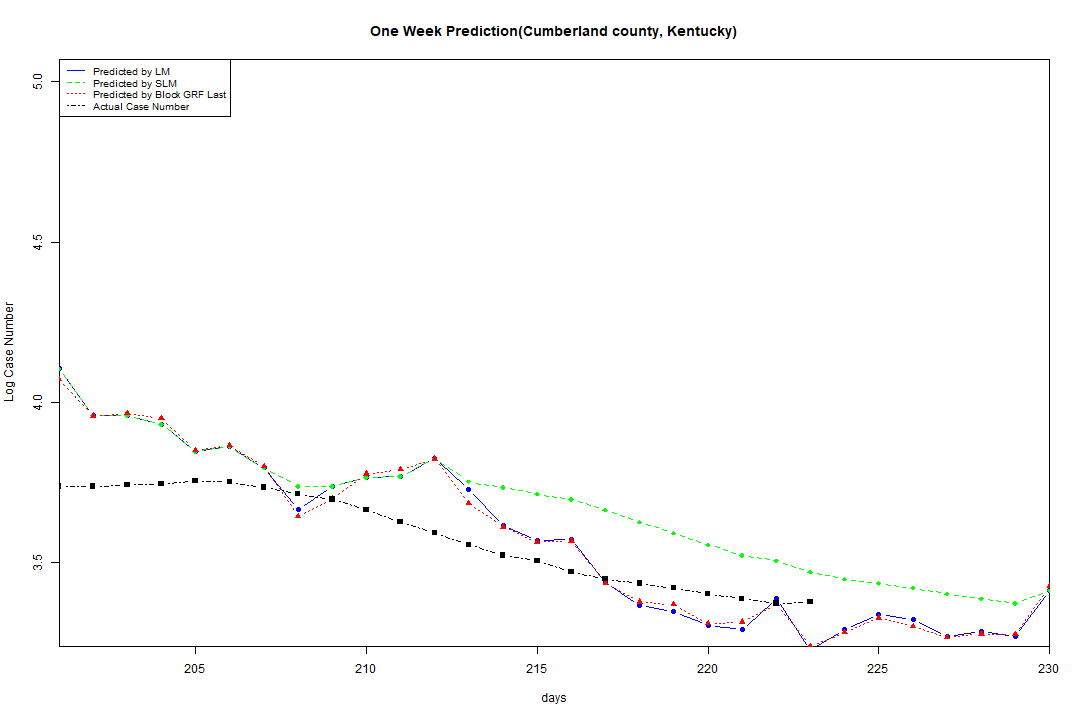 One Week Prediction(Cumberland county, Kentucky)
Predicted by LM
Predicted by SLM
Predicted by Block GRF Last
Actual Case Number
5.0
4.5
4.0
3.5
Log Case Number
205 210 215 220 225 230
days